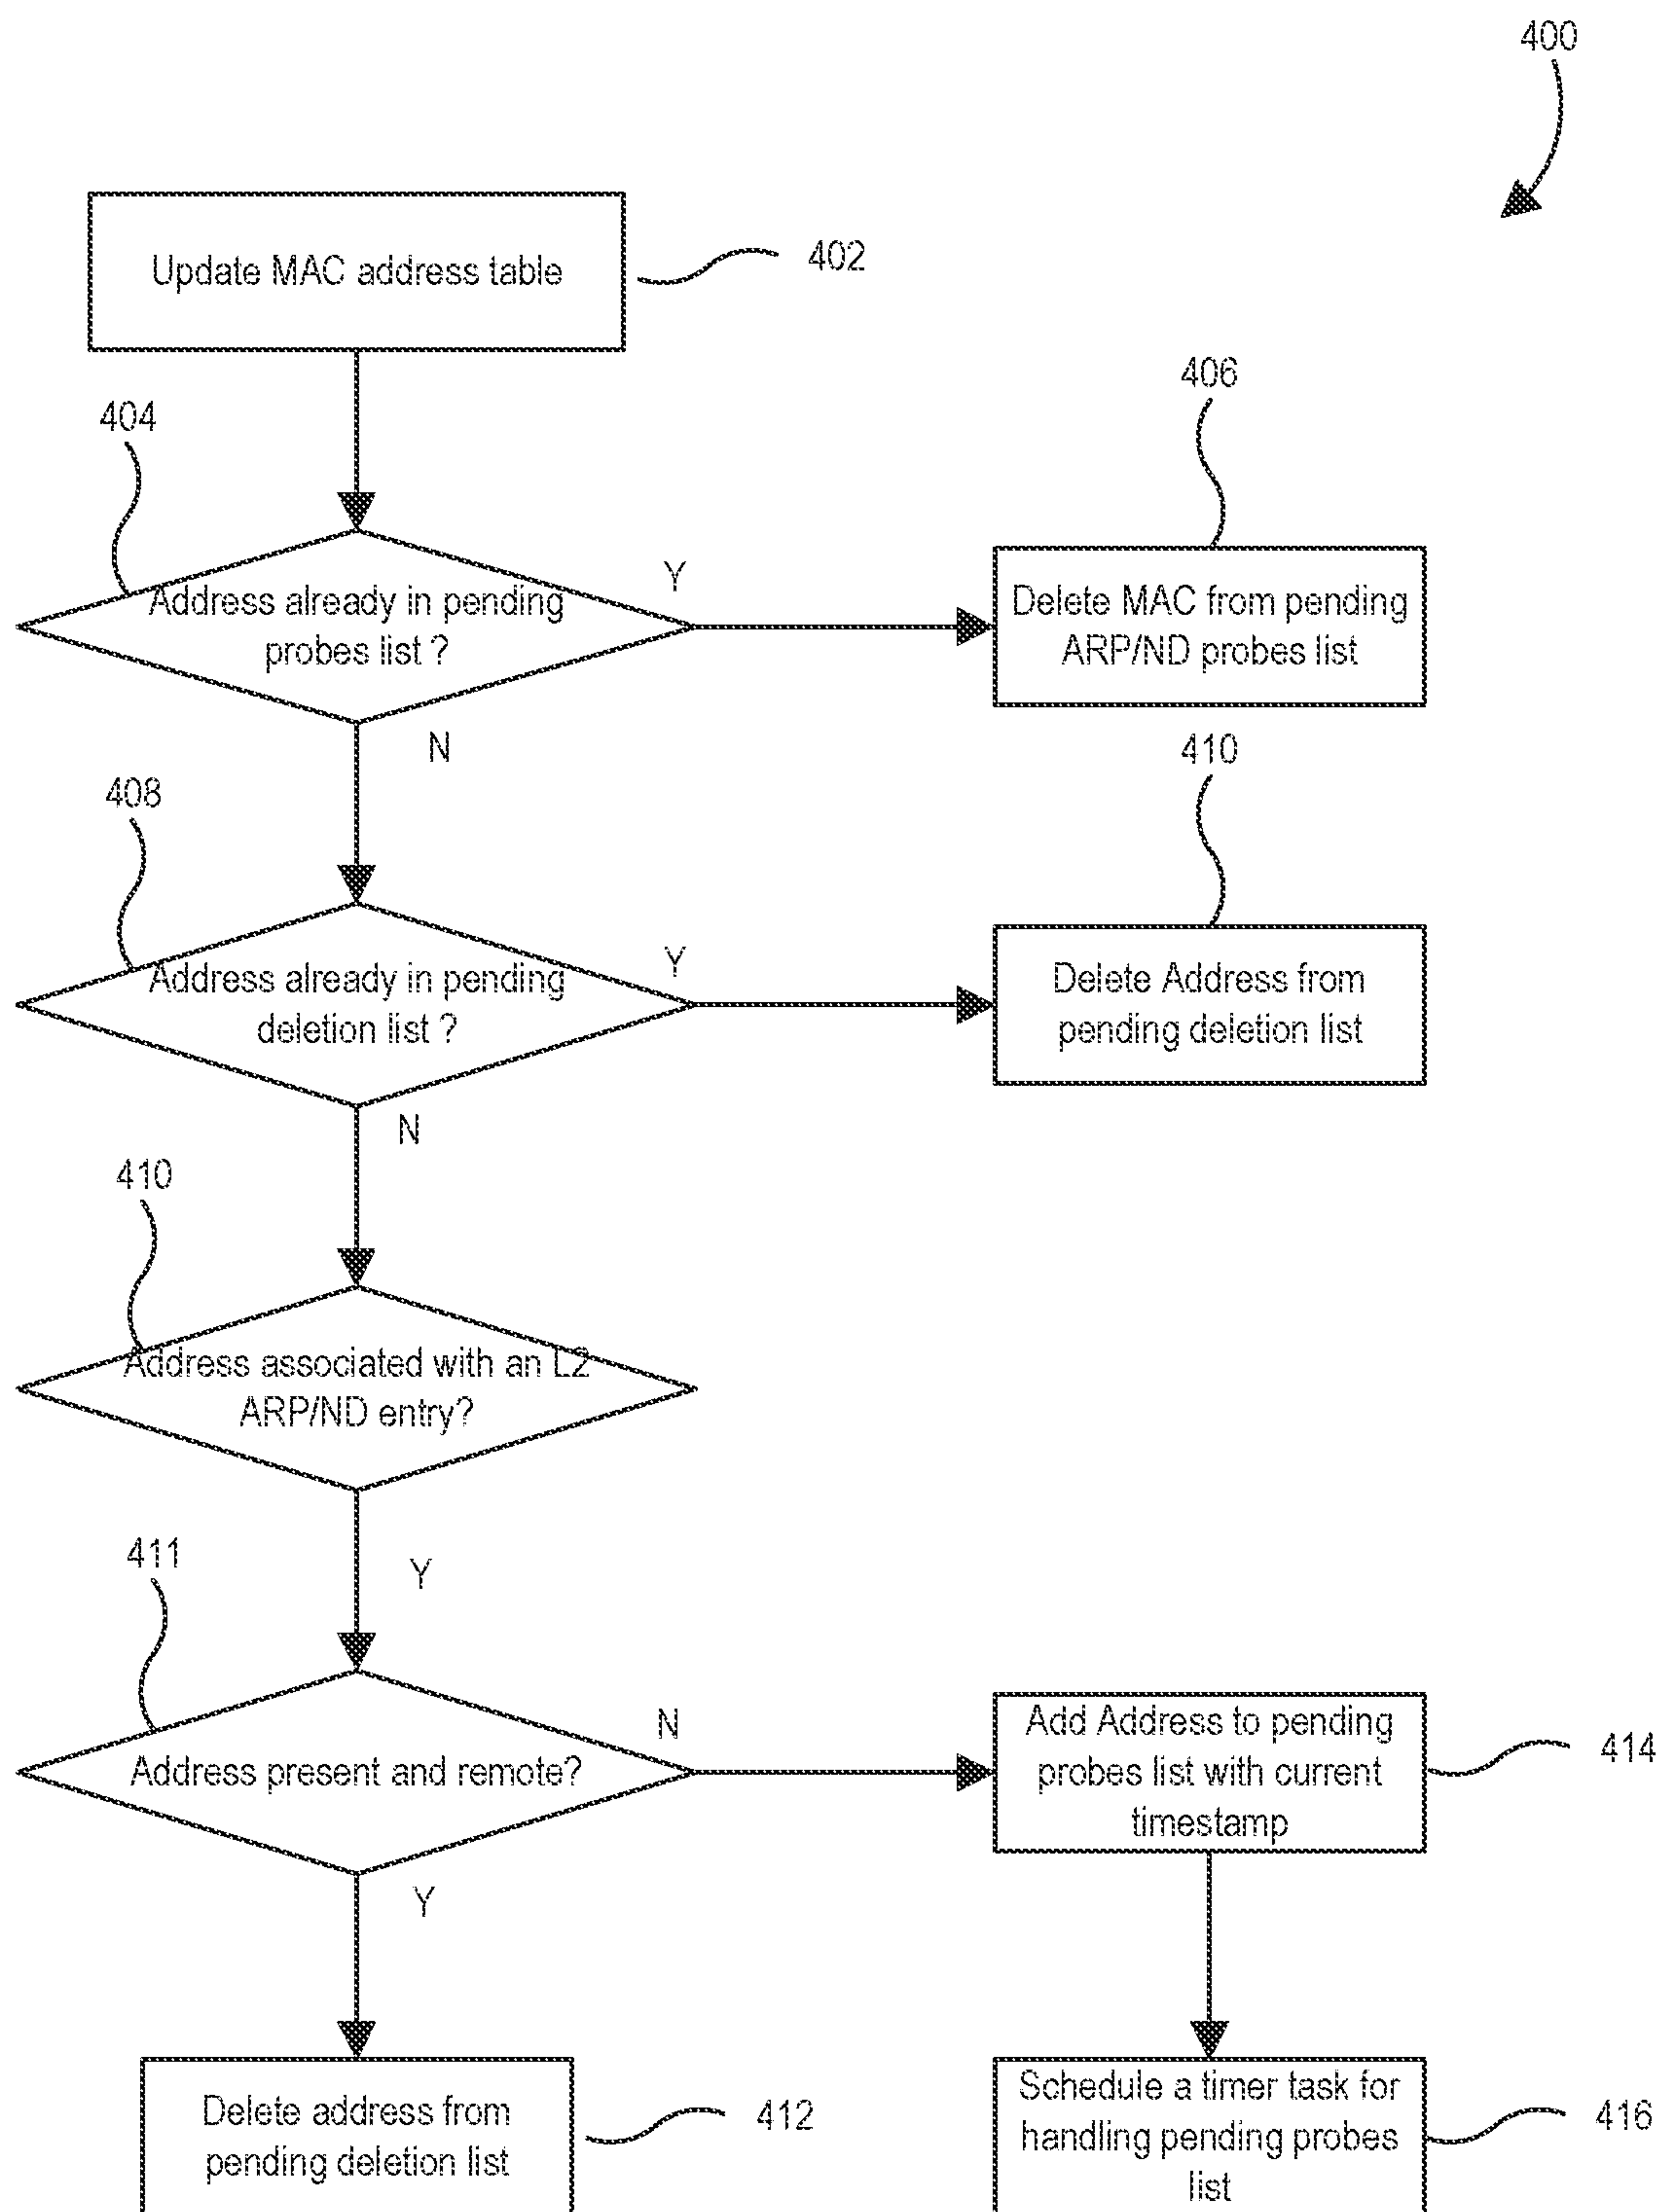 400
Update MAC address table
402
404
406
Address already in pending
probes list ?
Y
Delete MAC from pending
ARP/ND probes list
N
408
410
Address already in pending
deletion list ?
Y
Delete Address from
pending deletion list
N
410
Address associated with an L2
ARP/ND entry?
411
Y
Address present and remote?
N
Add Address to pending
probes list with current
timestamp
414
Y
Delete address from
pending deletion list
412
Schedule a timer task for
handling pending probes
list
416